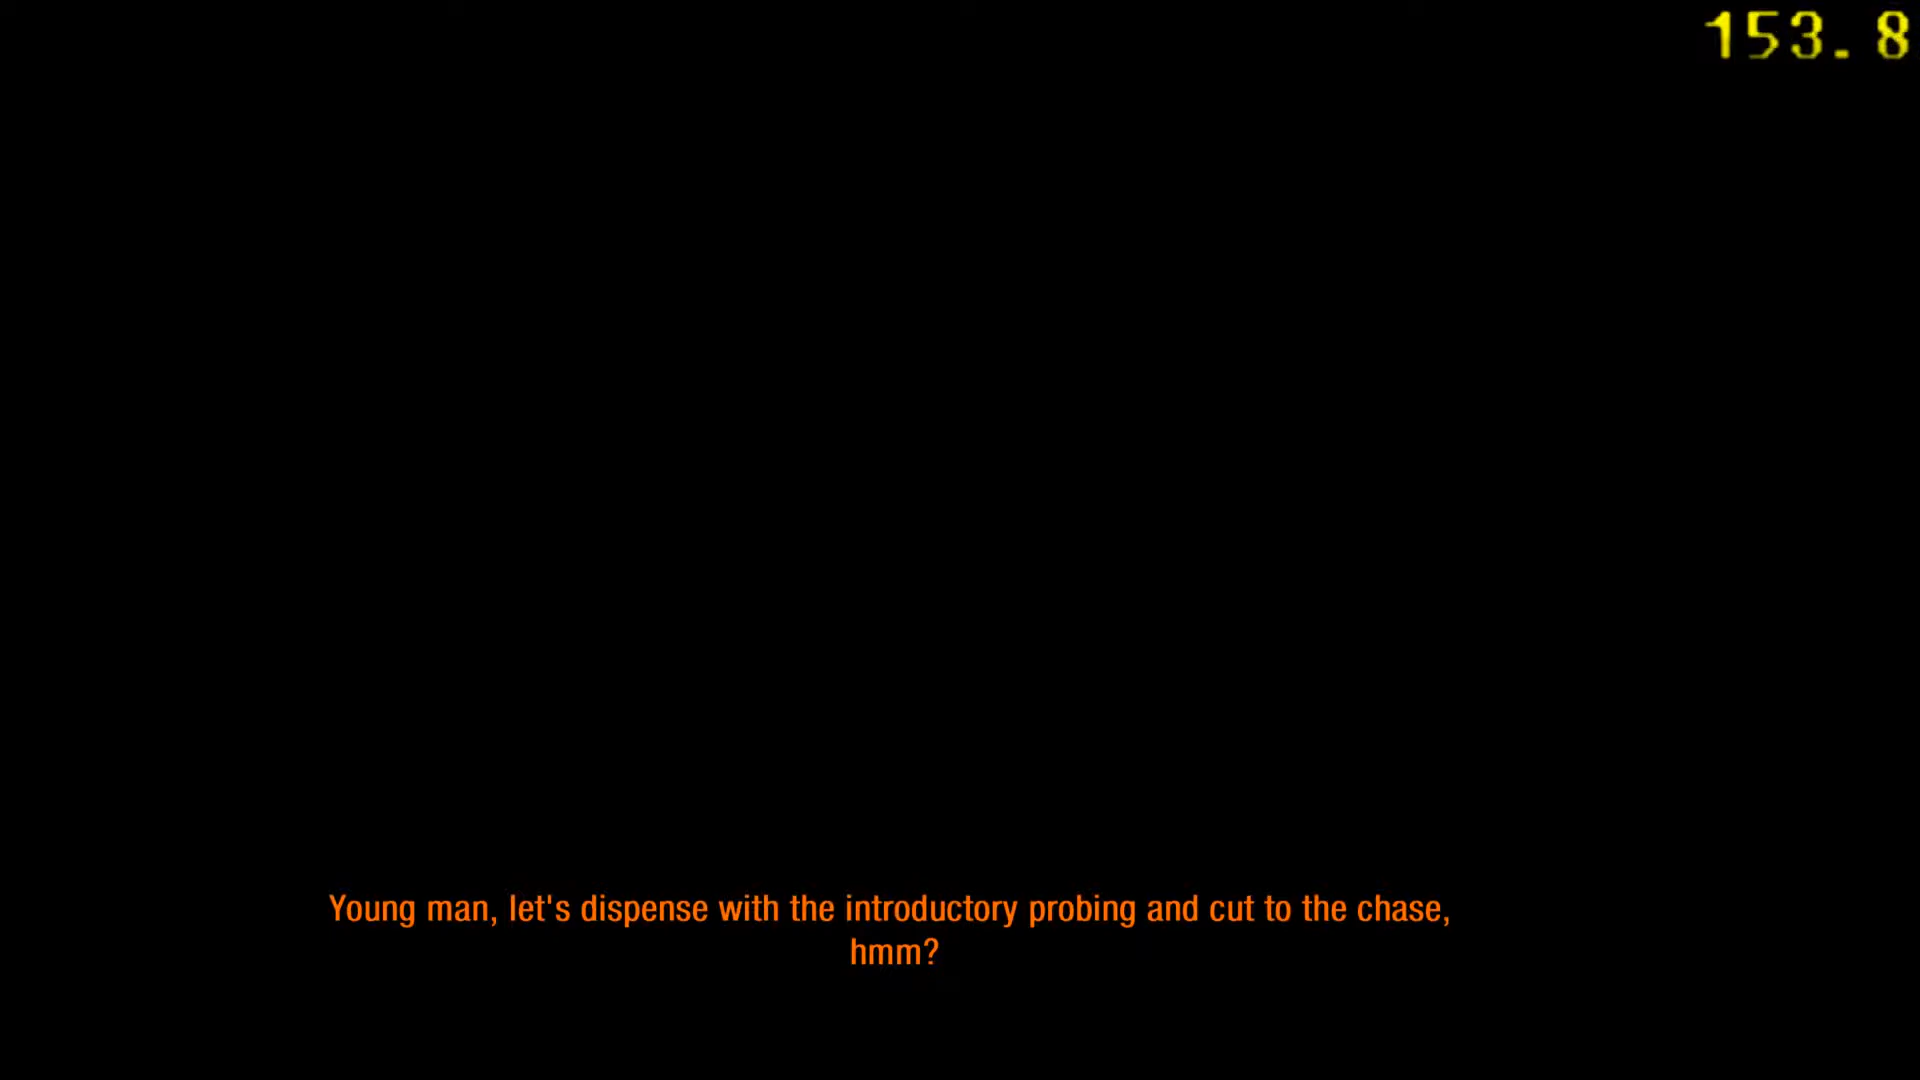 153.8
Young man, let's dispense with the introductory probing and cut to the chase,
hmm?